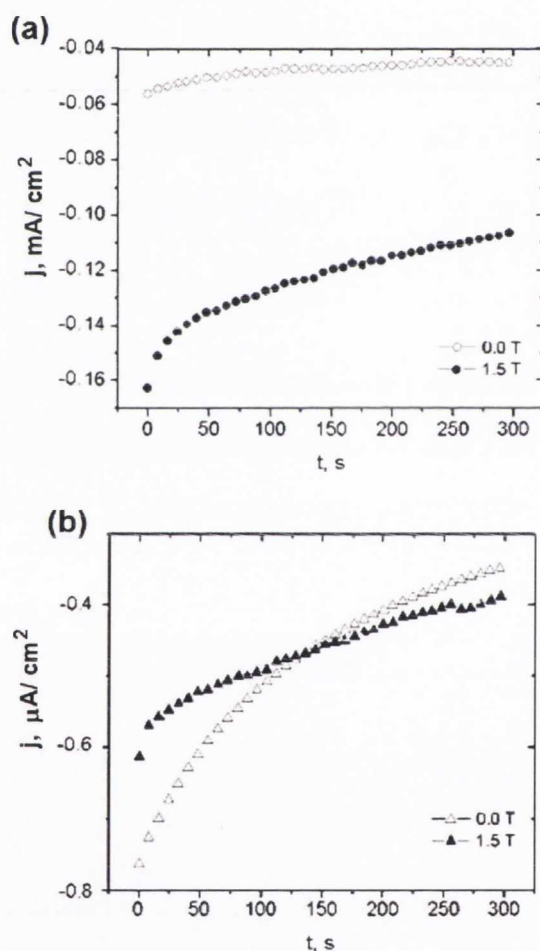 (a)
-0.04
-0.06
-0.08
-0.10
-0.12
-0.14
-0.16
j, mA/ cm²
0.0 T
1.5 T
0 50 100 150 200 250 300
t, s
(b)
-0.4
-0.6
-0.8
j, µA/ cm²
0.0 T
1.5 T
0 50 100 150 200 250 300
t, s